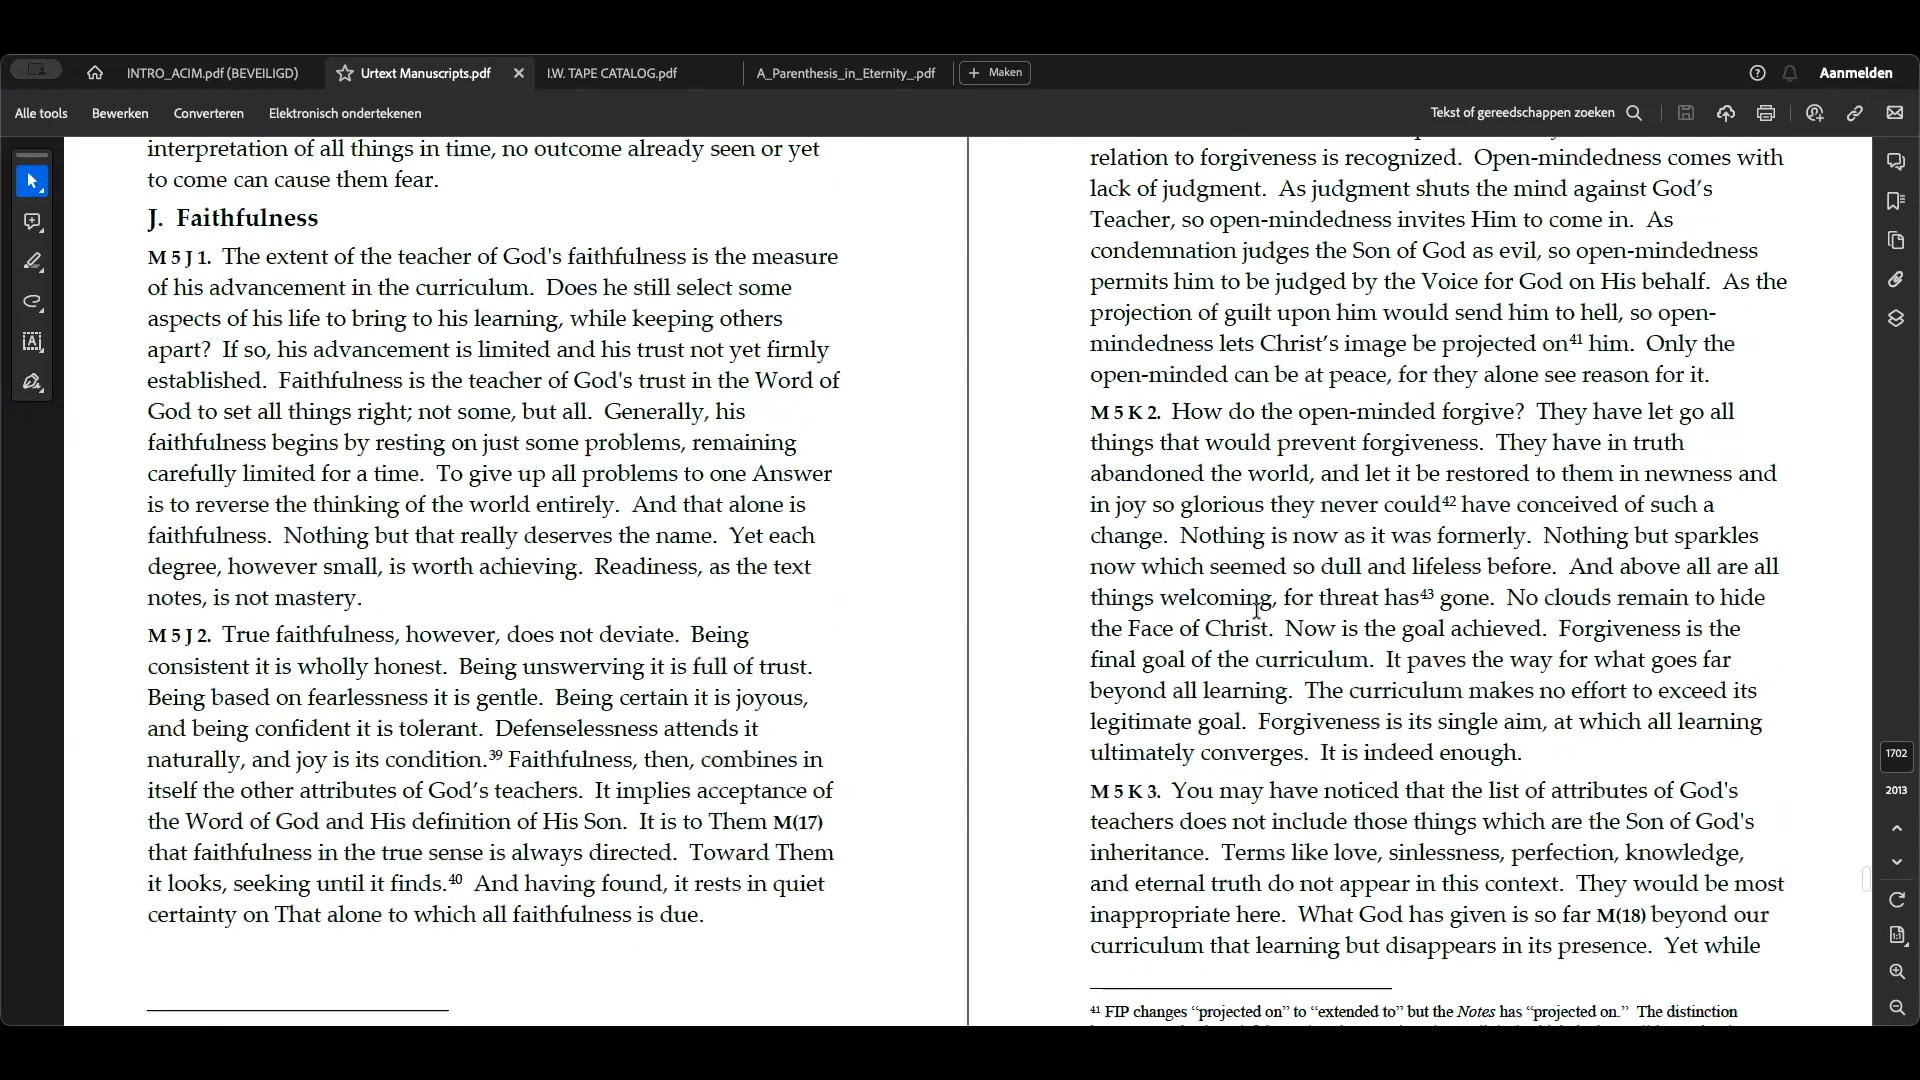 INTRO_ACIM.pdf (BEVEILIGD)
Urtext Manuscripts.pdf
I.W. TAPE CATALOG.pdf
A_Parenthesis_in_Eternity_.pdf
Maken
Aanmelden
Alle tools
Bewerken
Converteren
Elektronisch ondertekenen
Tekst of gereedschappen zoeken
interpretation of all things in time, no outcome already seen or yet
to come can cause them fear.
J. Faithfulness
M 5 J 1. The extent of the teacher of God's faithfulness is the measure
of his advancement in the curriculum. Does he still select some
aspects of his life to bring to his learning, while keeping others
apart? If so, his advancement is limited and his trust not yet firmly
established. Faithfulness is the teacher of God's trust in the Word of
God to set all things right; not some, but all. Generally, his
faithfulness begins by resting on just some problems, remaining
carefully limited for a time. To give up all problems to one Answer
is to reverse the thinking of the world entirely. And that alone is
faithfulness. Nothing but that really deserves the name. Yet each
degree, however small, is worth achieving. Readiness, as the text
notes, is not mastery.
M 5 J 2. True faithfulness, however, does not deviate. Being
consistent it is wholly honest. Being unswerving it is full of trust.
Being based on fearlessness it is gentle. Being certain it is joyous,
and being confident it is tolerant. Defenselessness attends it
naturally, and joy is its condition.39 Faithfulness, then, combines in
itself the other attributes of God’s teachers. It implies acceptance of
the Word of God and His definition of His Son. It is to Them M(17)
that faithfulness in the true sense is always directed. Toward Them
it looks, seeking until it finds.40 And having found, it rests in quiet
certainty on That alone to which all faithfulness is due.
relation to forgiveness is recognized. Open-mindedness comes with
lack of judgment. As judgment shuts the mind against God’s
Teacher, so open-mindedness invites Him to come in. As
condemnation judges the Son of God as evil, so open-mindedness
permits him to be judged by the Voice for God on His behalf. As the
projection of guilt upon him would send him to hell, so open-
mindedness lets Christ’s image be projected on41 him. Only the
open-minded can be at peace, for they alone see reason for it.
M 5 K 2. How do the open-minded forgive? They have let go all
things that would prevent forgiveness. They have in truth
abandoned the world, and let it be restored to them in newness and
in joy so glorious they never could42 have conceived of such a
change. Nothing is now as it was formerly. Nothing but sparkles
now which seemed so dull and lifeless before. And above all are all
things welcoming, for threat has43 gone. No clouds remain to hide
the Face of Christ. Now is the goal achieved. Forgiveness is the
final goal of the curriculum. It paves the way for what goes far
beyond all learning. The curriculum makes no effort to exceed its
legitimate goal. Forgiveness is its single aim, at which all learning
ultimately converges. It is indeed enough.
M 5 K 3. You may have noticed that the list of attributes of God's
teachers does not include those things which are the Son of God's
inheritance. Terms like love, sinlessness, perfection, knowledge,
and eternal truth do not appear in this context. They would be most
inappropriate here. What God has given is so far M(18) beyond our
curriculum that learning but disappears in its presence. Yet while
41 FIP changes “projected on” to “extended to” but the Notes has “projected on.” The distinction
1702
2013